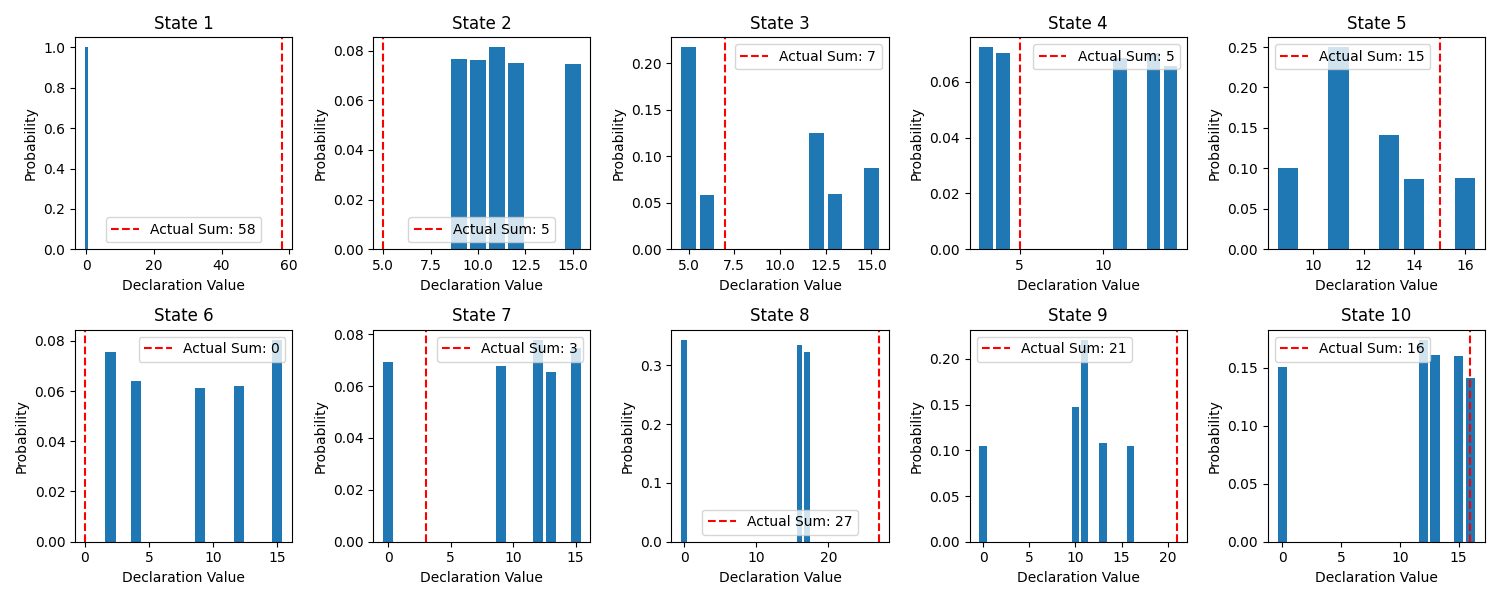 State 1
1.0
0.8
0.6
0.4
0.2
0.0
Probability
Actual Sum: 58
0 20 40 60
Declaration Value
State 2
0.08
0.06
0.04
0.02
0.00
Probability
Actual Sum: 5
5.0 7.5 10.0 12.5 15.0
Declaration Value
State 3
Actual Sum: 7
0.20
0.15
0.10
0.05
0.00
Probability
5.0 7.5 10.0 12.5 15.0
Declaration Value
State 4
Actual Sum: 5
0.06
0.04
0.02
0.00
Probability
5 10
Declaration Value
State 5
Actual Sum: 15
0.25
0.20
0.15
0.10
0.05
0.00
Probability
10 12 14 16
Declaration Value
State 6
Actual Sum: 0
0.08
0.06
0.04
0.02
0.00
Probability
0 5 10 15
Declaration Value
State 7
Actual Sum: 3
0.08
0.06
0.04
0.02
0.00
Probability
0 5 10 15
Declaration Value
State 8
0.3
0.2
0.1
0.0
Probability
Actual Sum: 27
0 10 20
Declaration Value
State 9
Actual Sum: 21
0.20
0.15
0.10
0.05
0.00
Probability
0 5 10 15 20
Declaration Value
State 10
Actual Sum: 16
0.15
0.10
0.05
0.00
Probability
0 5 10 15
Declaration Value